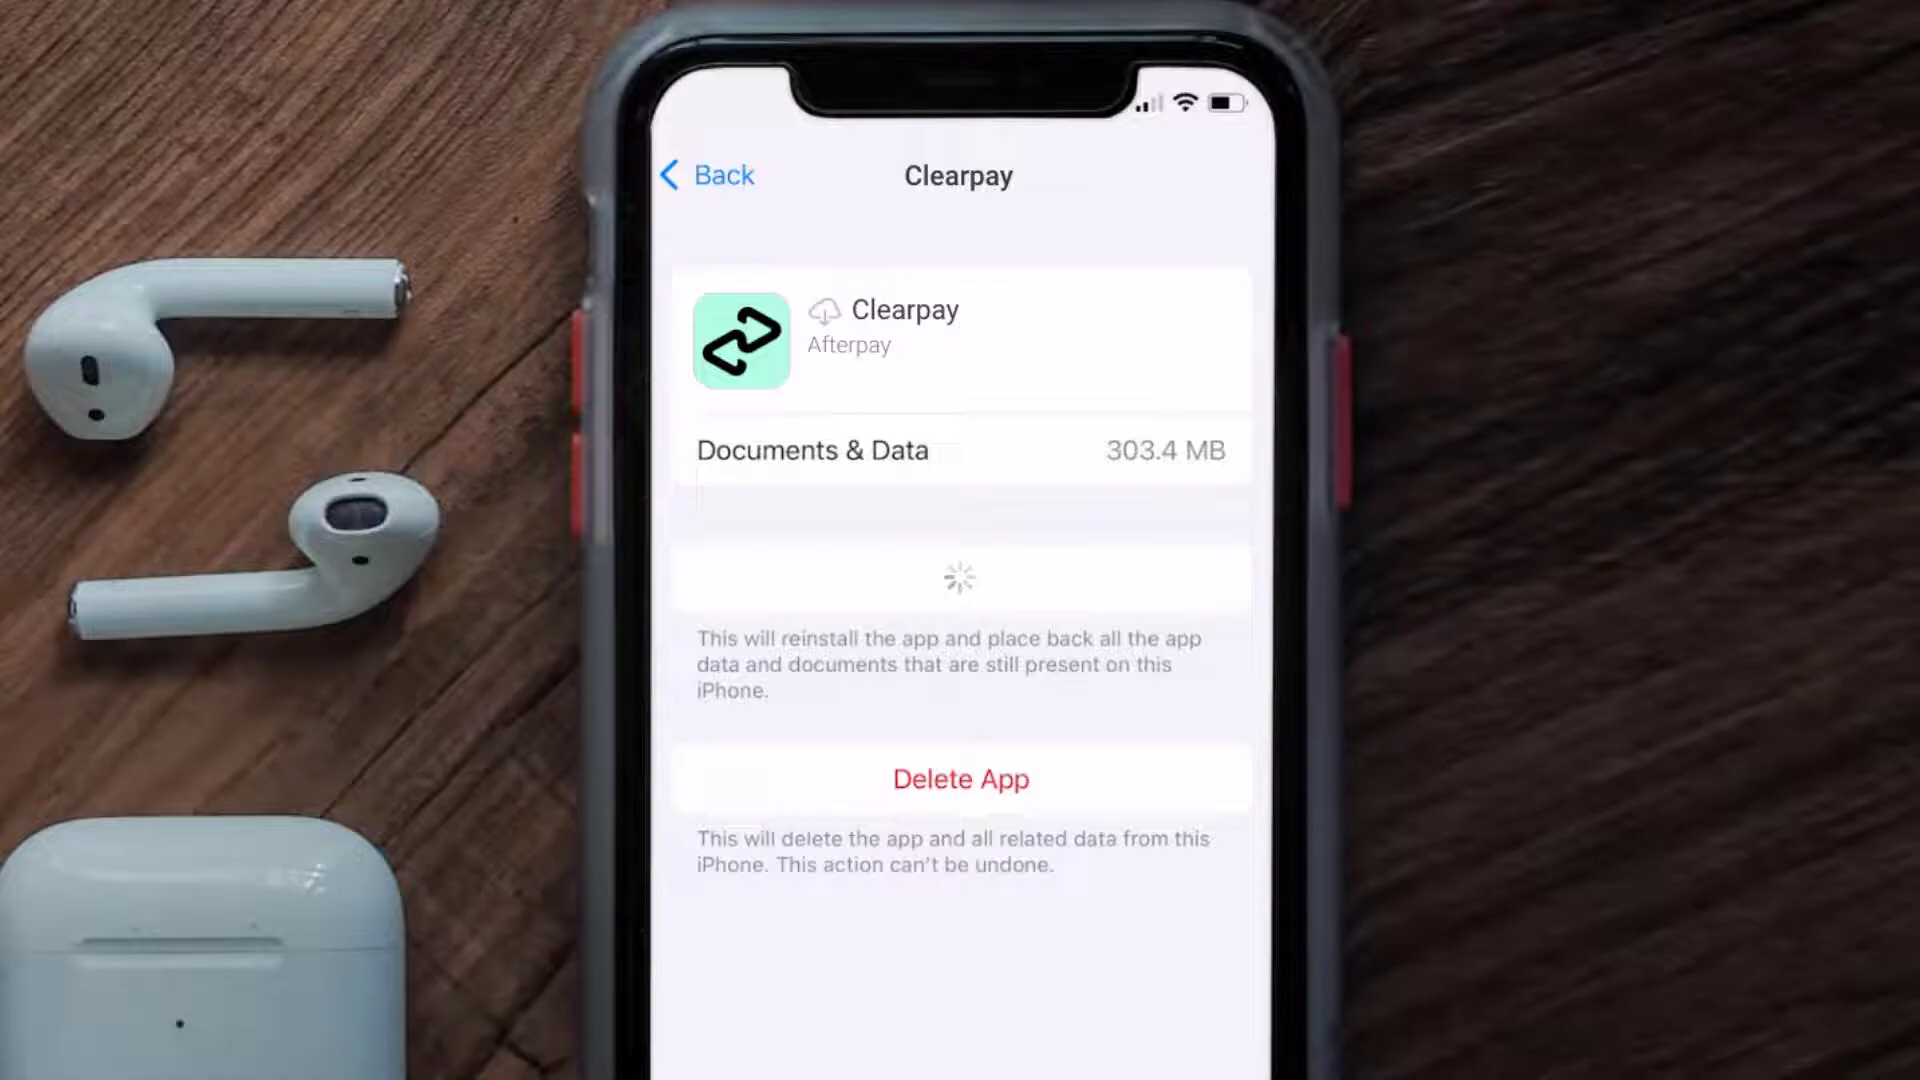 Back
Clearpay
Clearpay
Afterpay
Documents & Data
303.4 MB
This will reinstall the app and place back all the app
data and documents that are still present on this
iPhone.
Delete App
This will delete the app and all related data from this
iPhone. This action can't be undone.